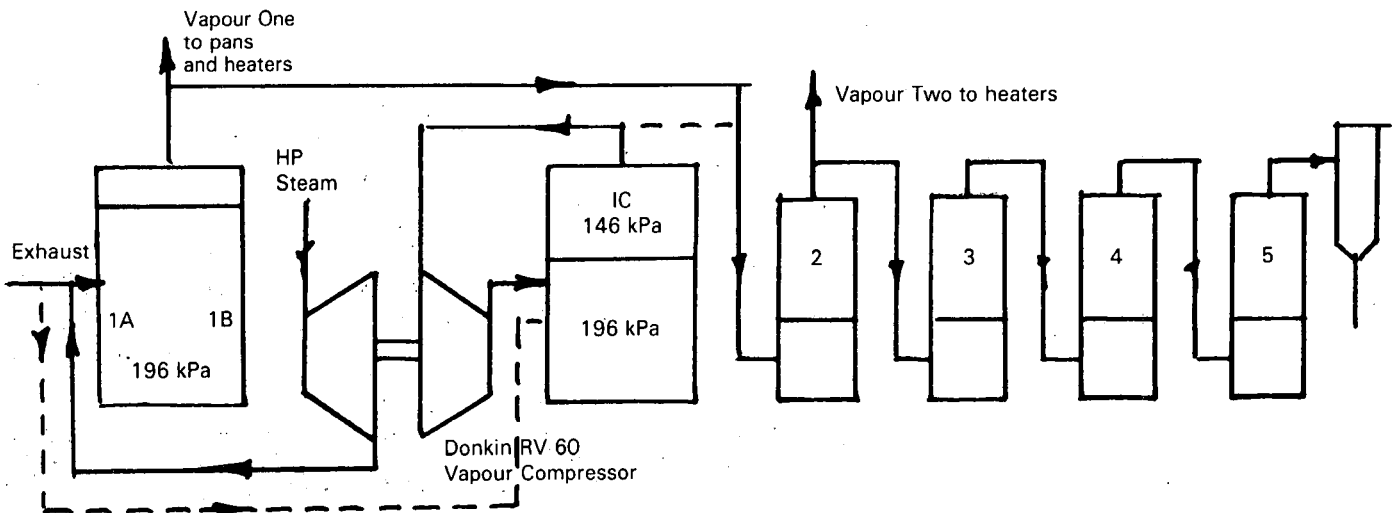 Vapour One
to pans
and heaters
Vapour Two to heaters
HP
Steam
IC
146 kPa
Exhaust
1A
1B
196 kPa
196 kPa
2
3
4
5
Donkin RV 60
Vapour Compressor